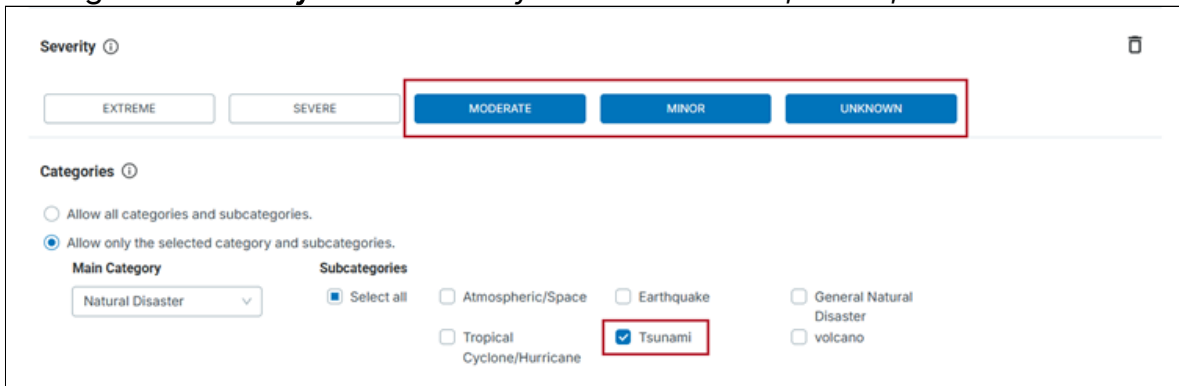 Severity
EXTREME SEVERE MODERATE MINOR UNKNOWN
Categories
Allow all categories and subcategories.
Allow only the selected category and subcategories.
Main Category Subcategories
Natural Disaster Select all Atmospheric/Space Earthquake General Natural
Disaster
Tropical Tsunami volcano
Cyclone/Hurricane